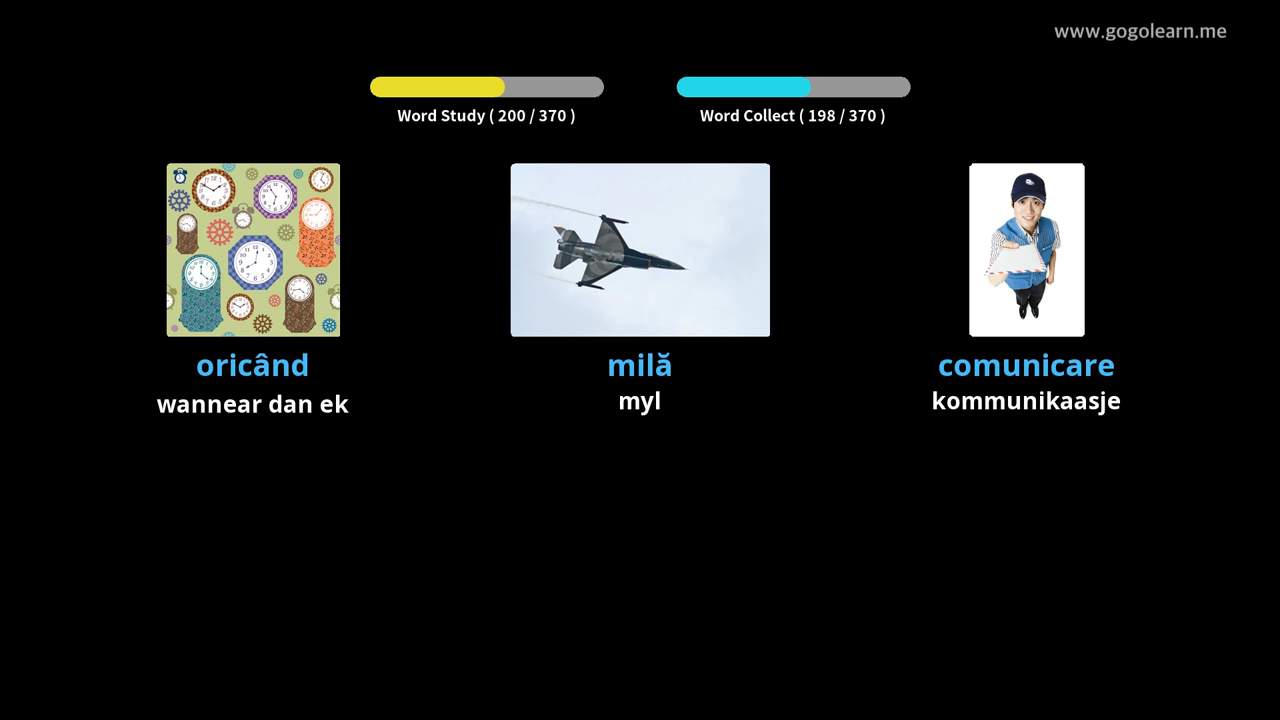 www.gogolearn.me
Word Study ( 200 / 370 )
Word Collect ( 198 / 370 )
oricând
milă
comunicare
wannear dan ek
myl
kommunikaasje